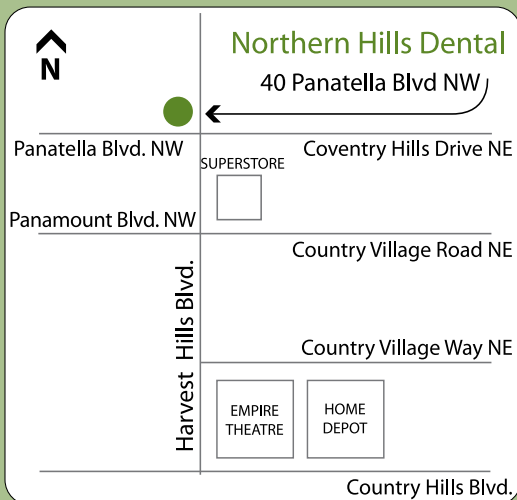 N
Northern Hills Dental
40 Panatella Blvd NW
Panatella Blvd. NW
Coventry Hills Drive NE
SUPERSTORE
Panamount Blvd. NW
Country Village Road NE
Harvest Hills Blvd.
Country Village Way NE
EMPIRE
THEATRE
HOME
DEPOT
Country Hills Blvd.